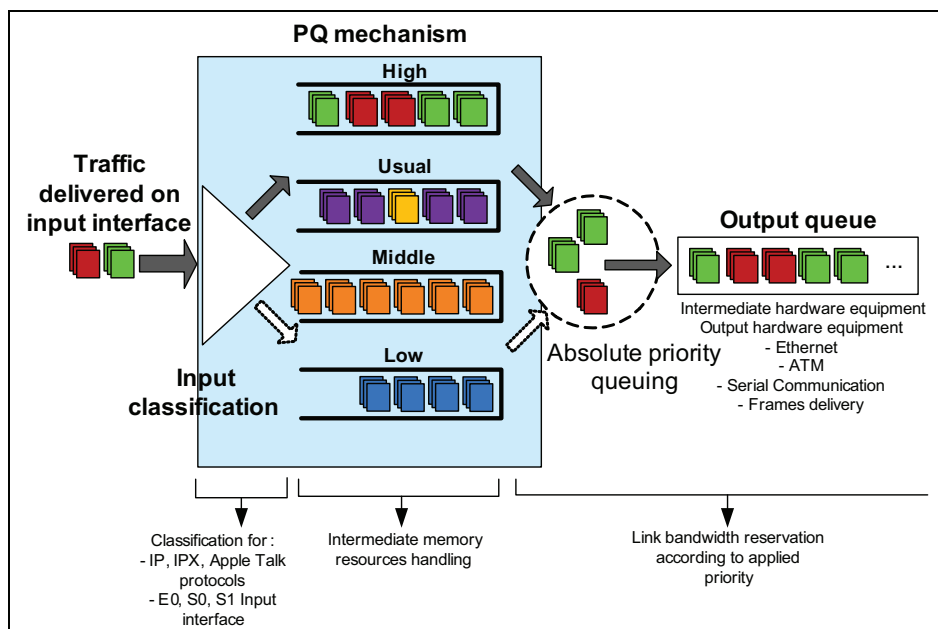 PQ mechanism
High
Traffic
delivered on
input interface
Usual
Output queue
Middle
...
Intermediate hardware equipment
Output hardware equipment
- Ethernet
- ATM
- Serial Communication
- Frames delivery
Absolute priority
queuing
Low
Input
classification
Classification for :
- IP, IPX, Apple Talk
protocols
- E0, S0, S1 Input
interface
Intermediate memory
resources handling
Link bandwidth reservation
according to applied
priority